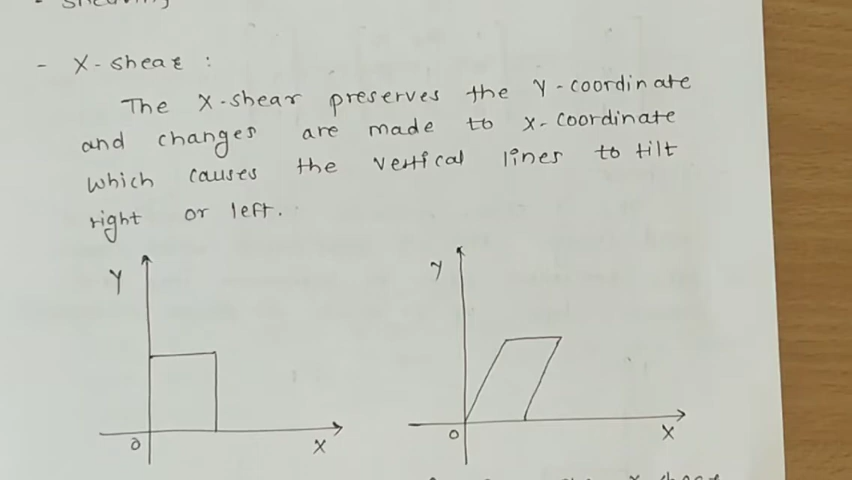 - X-shear :
The X-shear preserves the Y-coordinate
and changes are made to X-coordinate
which causes the vertical lines to tilt
right or left.
Y
Y
0
X
0
X